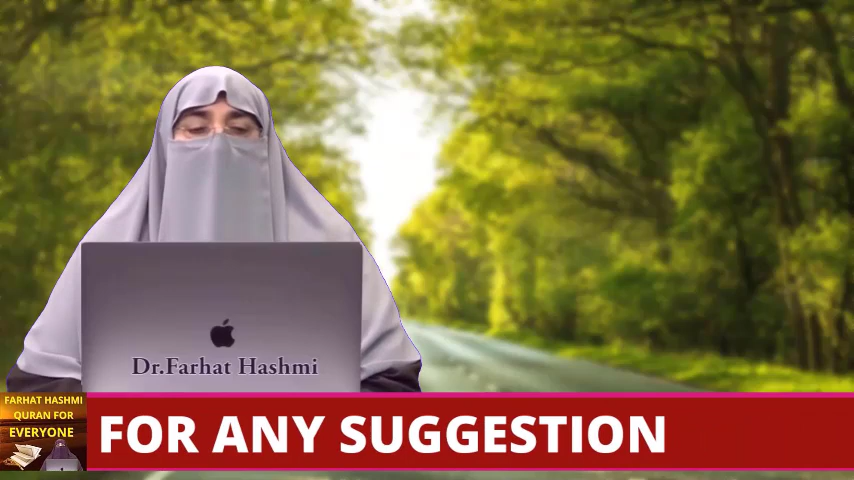 Dr.Farhat Hashmi
FARHAT HASHMI
QURAN FOR
EVERYONE
FOR ANY SUGGESTION